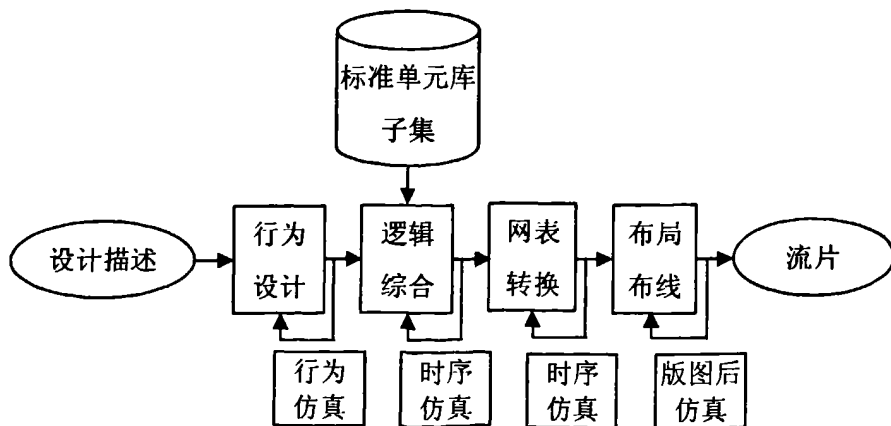 标准单元库
子集
设计描述
行为
设计
逻辑
综合
网表
转换
布局
布线
流片
行为
仿真
时序
仿真
时序
仿真
版图后
仿真